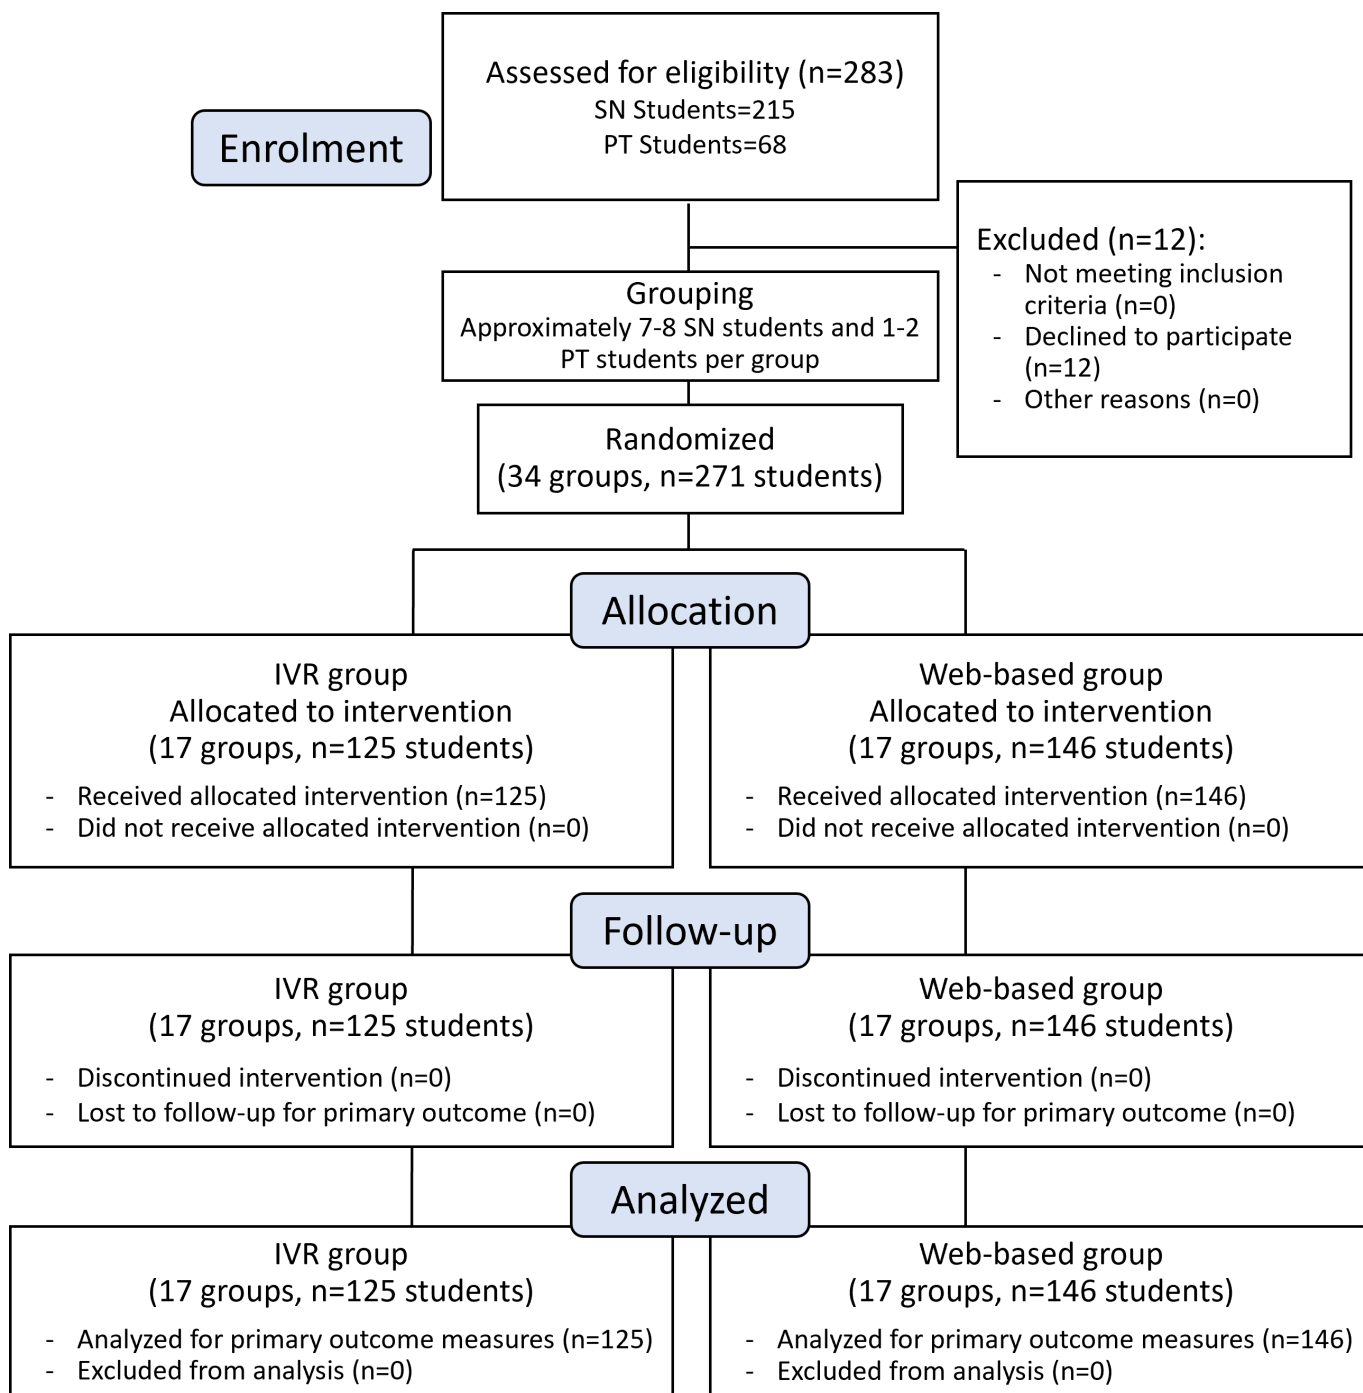 Assessed for eligibility (n=283)
SN Students=215
PT Students=68
Enrolment
Excluded (n=12):
- Not meeting inclusion
criteria (n=0)
- Declined to participate
(n=12)
- Other reasons (n=0)
Grouping
Approximately 7-8 SN students and 1-2
PT students per group
Randomized
(34 groups, n=271 students)
Allocation
IVR group
Allocated to intervention
(17 groups, n=125 students)
- Received allocated intervention (n=125)
- Did not receive allocated intervention (n=0)
Web-based group
Allocated to intervention
(17 groups, n=146 students)
- Received allocated intervention (n=146)
- Did not receive allocated intervention (n=0)
Follow-up
IVR group
(17 groups, n=125 students)
- Discontinued intervention (n=0)
- Lost to follow-up for primary outcome (n=0)
Web-based group
(17 groups, n=146 students)
- Discontinued intervention (n=0)
- Lost to follow-up for primary outcome (n=0)
Analyzed
IVR group
(17 groups, n=125 students)
- Analyzed for primary outcome measures (n=125)
- Excluded from analysis (n=0)
Web-based group
(17 groups, n=146 students)
- Analyzed for primary outcome measures (n=146)
- Excluded from analysis (n=0)